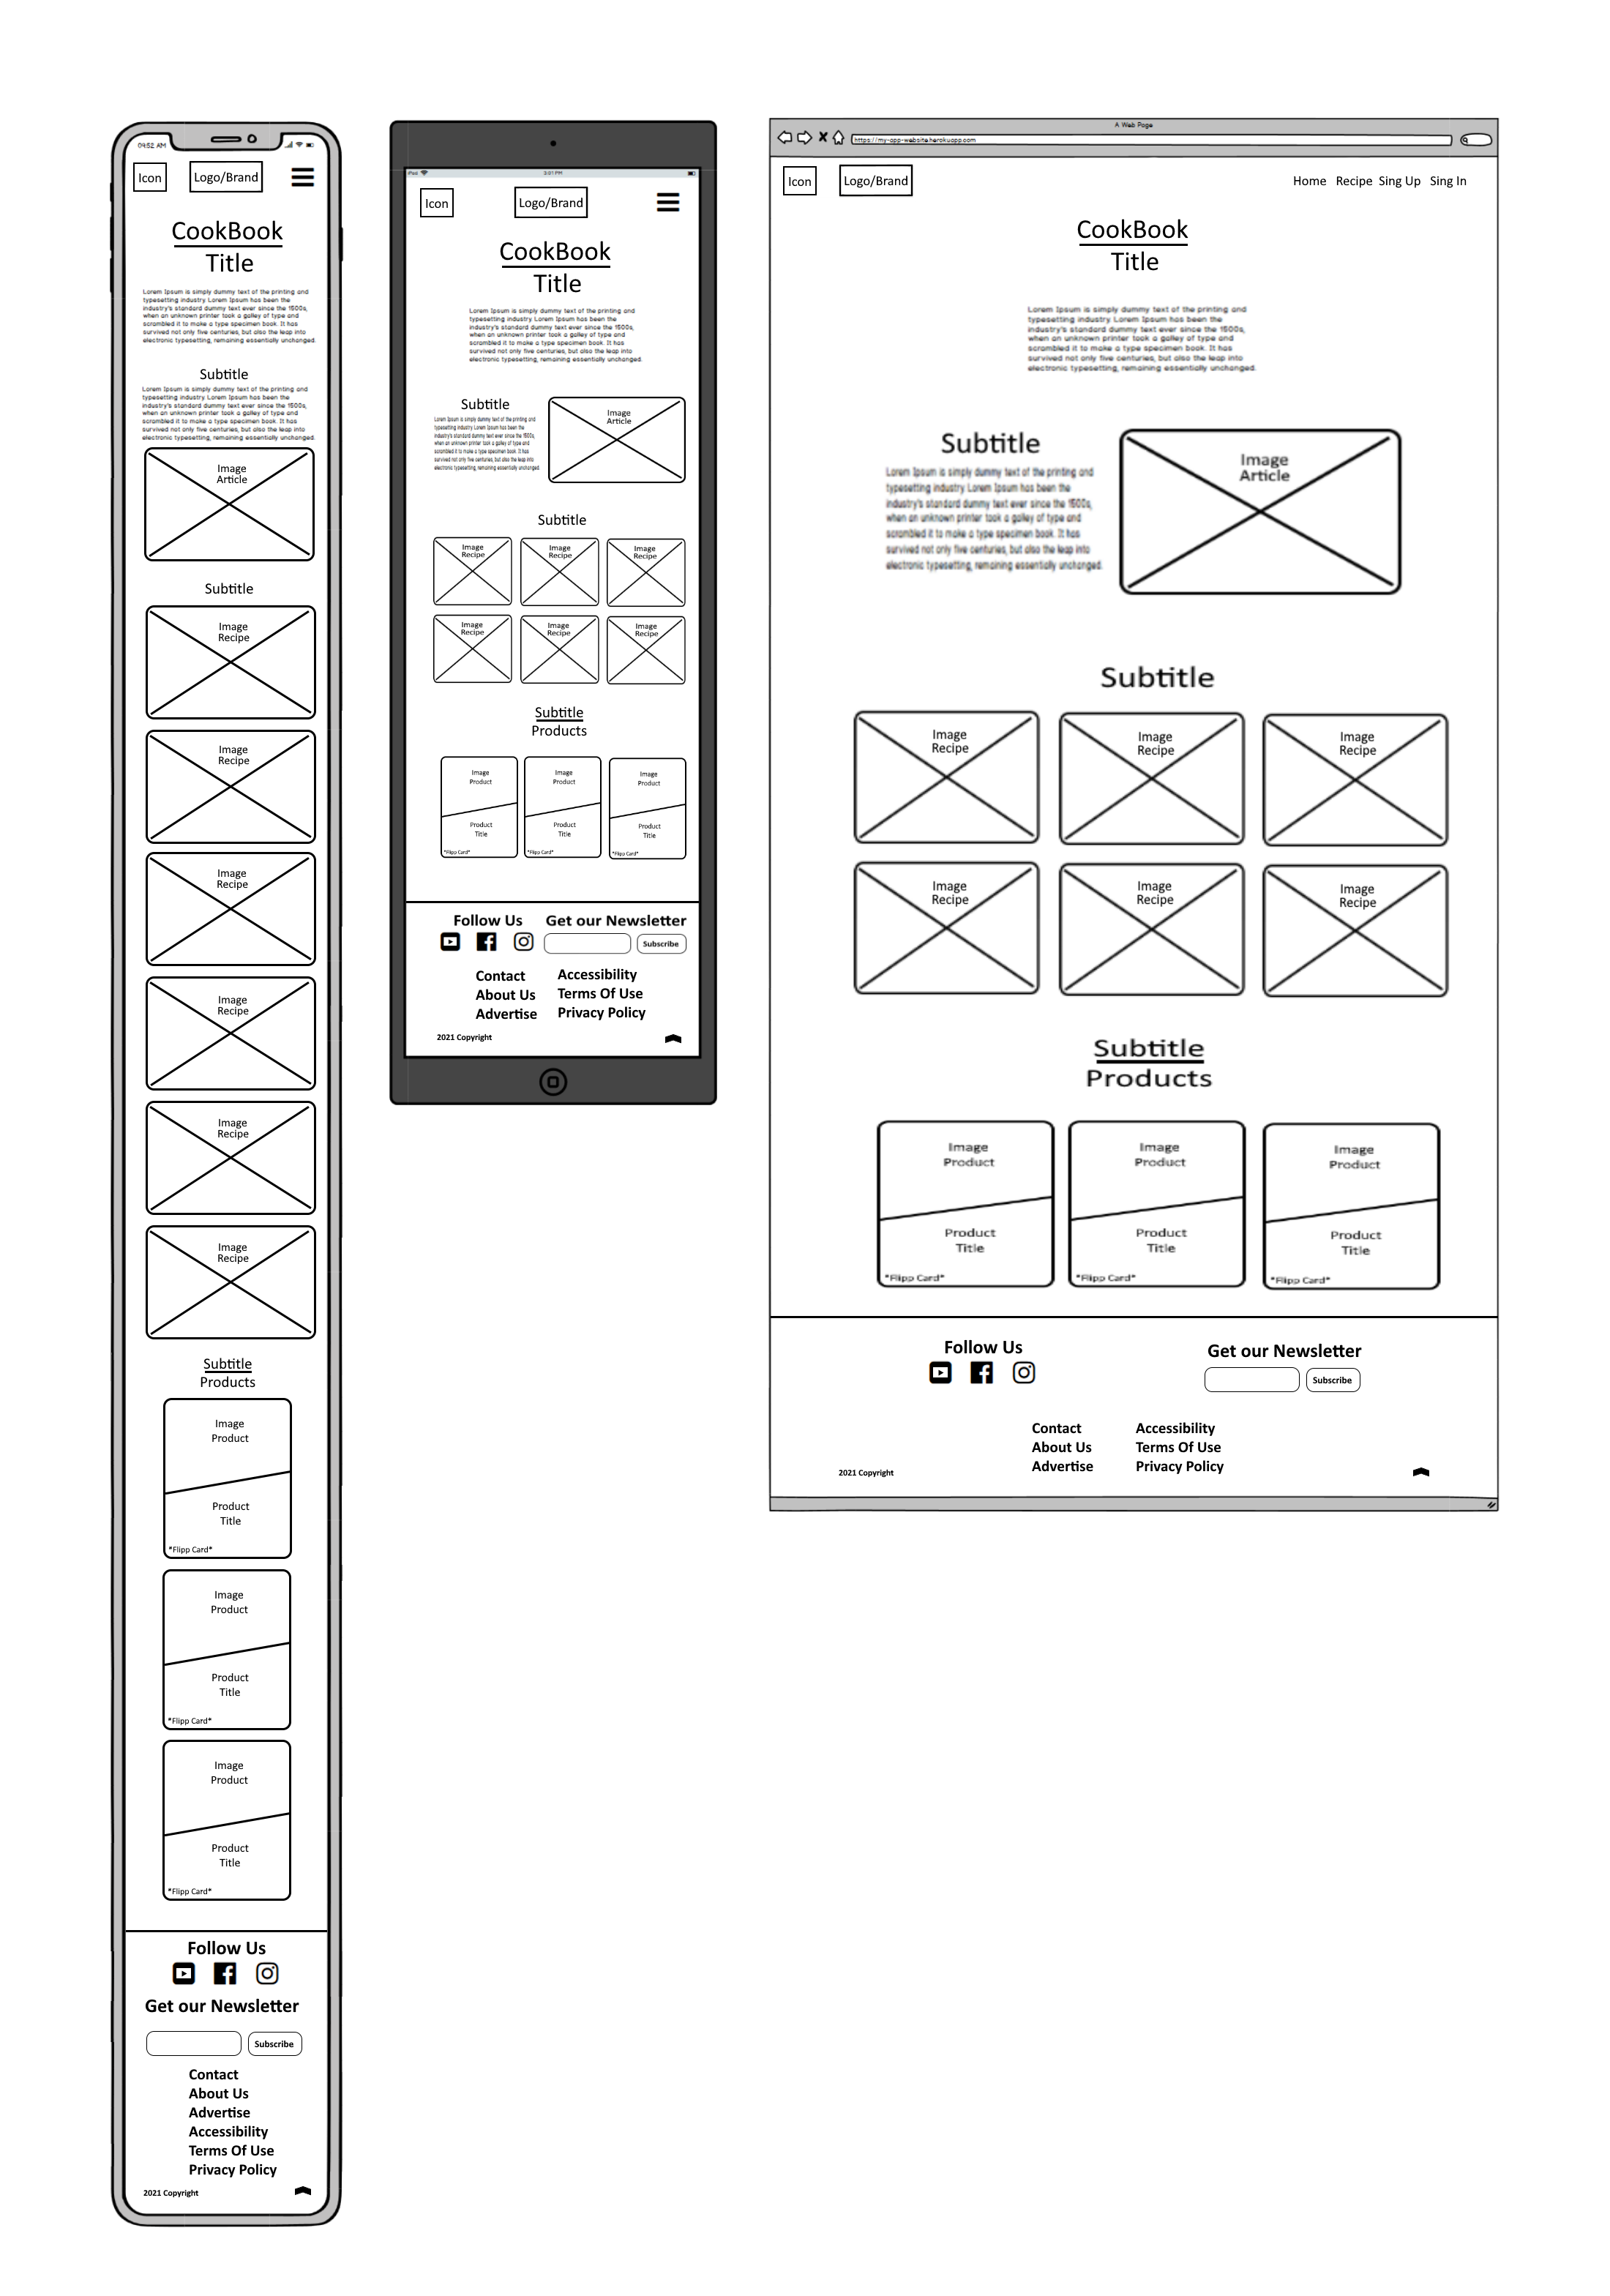 04:52 AM
Icon
Logo/Brand
CookBook
Title
Lorem Ipsum is simply dummy text of the printing and
typesetting industry. Lorem Ipsum has been the
industry's standard dummy text ever since the 1500s,
when an unknown printer took a galley of type and
scrambled it to make a type specimen book. It has
survived not only five centuries, but also the leap into
electronic typesetting, remaining essentially unchanged.
Subtitle
Lorem Ipsum is simply dummy text of the printing and
typesetting industry. Lorem Ipsum has been the
industry's standard dummy text ever since the 1500s,
when an unknown printer took a galley of type and
scrambled it to make a type specimen book. It has
survived not only five centuries, but also the leap into
electronic typesetting, remaining essentially unchanged.
Image
Article
Subtitle
Image
Recipe
Image
Recipe
Image
Recipe
Image
Recipe
Image
Recipe
Image
Recipe
Subtitle
Products
Image
Product
Product
Title
*Flipp Card*
Image
Product
Product
Title
*Flipp Card*
Image
Product
Product
Title
*Flipp Card*
Follow Us
Get our Newsletter
Subscribe
Contact
About Us
Advertise
Accessibility
Terms Of Use
Privacy Policy
2021 Copyright
iPad
3:01 PM
Icon
Logo/Brand
CookBook
Title
Lorem Ipsum is simply dummy text of the printing and
typesetting industry. Lorem Ipsum has been the
industry's standard dummy text ever since the 1500s,
when an unknown printer took a galley of type and
scrambled it to make a type specimen book. It has
survived not only five centuries, but also the leap into
electronic typesetting, remaining essentially unchanged.
Subtitle
Lorem Ipsum is simply dummy text of the printing and
typesetting industry. Lorem Ipsum has been the
industry's standard dummy text ever since the 1500s,
when an unknown printer took a galley of type and
scrambled it to make a type specimen book. It has
survived not only five centuries, but also the leap into
electronic typesetting, remaining essentially unchanged.
Image
Article
Subtitle
Image
Recipe
Image
Recipe
Image
Recipe
Image
Recipe
Image
Recipe
Image
Recipe
Subtitle
Products
Image
Product
Product
Title
*Flipp Card*
Image
Product
Product
Title
*Flipp Card*
Image
Product
Product
Title
*Flipp Card*
Follow Us
Get our Newsletter
Subscribe
Contact
About Us
Advertise
Accessibility
Terms Of Use
Privacy Policy
2021 Copyright
A Web Page
https://my-app-website.herokuapp.com
Icon
Logo/Brand
Home Recipe Sing Up Sing In
CookBook
Title
Lorem Ipsum is simply dummy text of the printing and
typesetting industry. Lorem Ipsum has been the
industry's standard dummy text ever since the 1500s,
when an unknown printer took a galley of type and
scrambled it to make a type specimen book. It has
survived not only five centuries, but also the leap into
electronic typesetting, remaining essentially unchanged.
Subtitle
Lorem Ipsum is simply dummy text of the printing and
typesetting industry. Lorem Ipsum has been the
industry's standard dummy text ever since the 1500s,
when an unknown printer took a galley of type and
scrambled it to make a type specimen book. It has
survived not only five centuries, but also the leap into
electronic typesetting, remaining essentially unchanged.
Image
Article
Subtitle
Image
Recipe
Image
Recipe
Image
Recipe
Image
Recipe
Image
Recipe
Image
Recipe
Subtitle
Products
Image
Product
Product
Title
*Flipp Card*
Image
Product
Product
Title
*Flipp Card*
Image
Product
Product
Title
*Flipp Card*
Follow Us
Get our Newsletter
Subscribe
Contact
About Us
Advertise
Accessibility
Terms Of Use
Privacy Policy
2021 Copyright